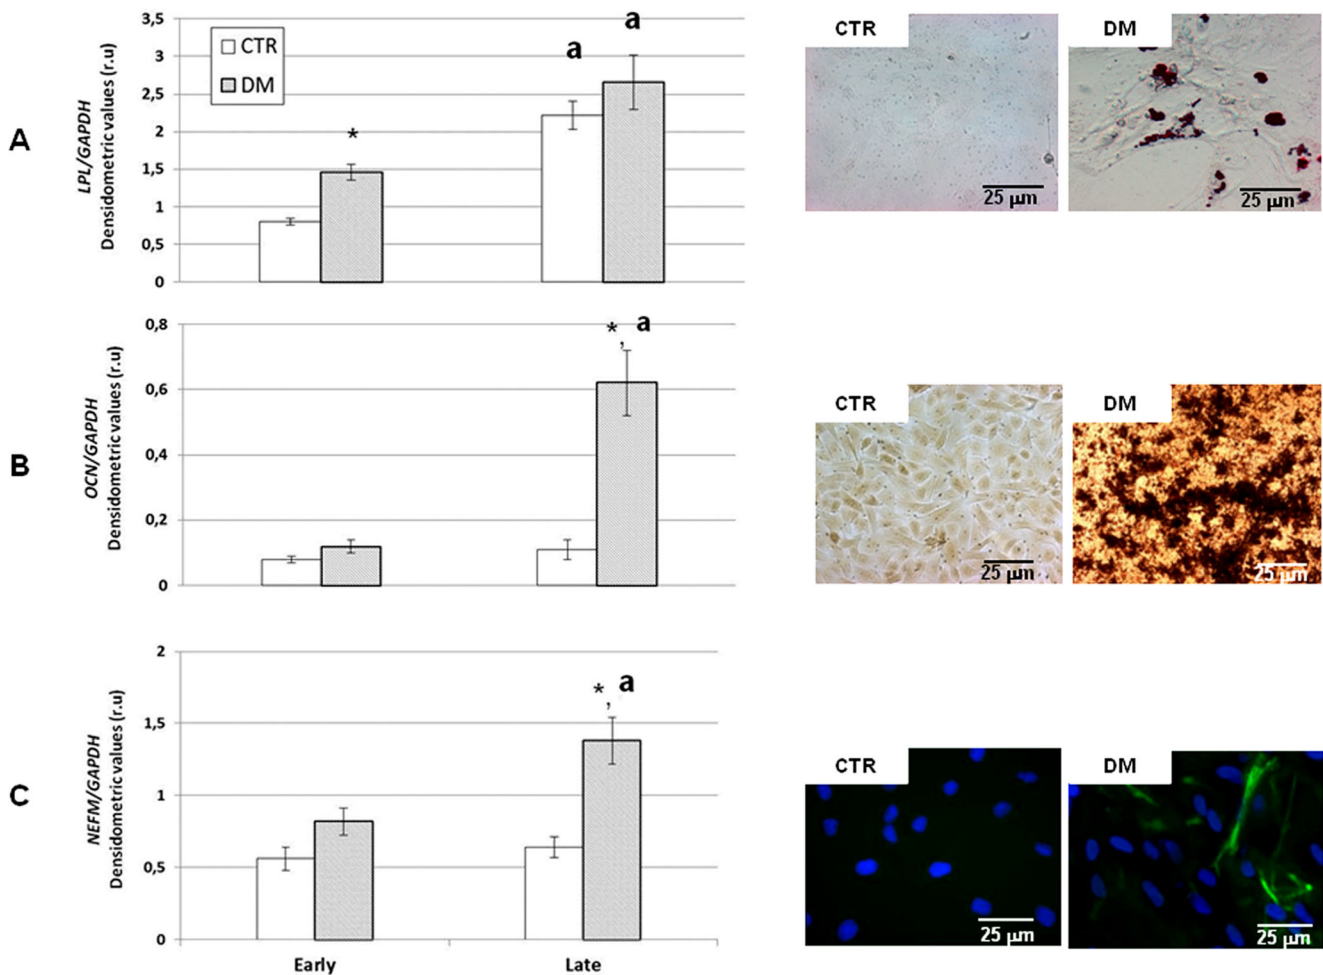 A
LPL/GAPDH
Densidometric values (r.u)
3,5
3
2,5
2
1,5
1
0,5
0
CTR
DM
*
a
a
CTR
25 µm
DM
25 µm
B
OCN/GAPDH
Densidometric values (r.u)
0,8
0,6
0,4
0,2
0
*, a
CTR
25 µm
DM
25 µm
C
NEFM/GAPDH
Densidometric values (r.u)
2
1,5
1
0,5
0
*, a
Early
Late
CTR
25 µm
DM
25 µm